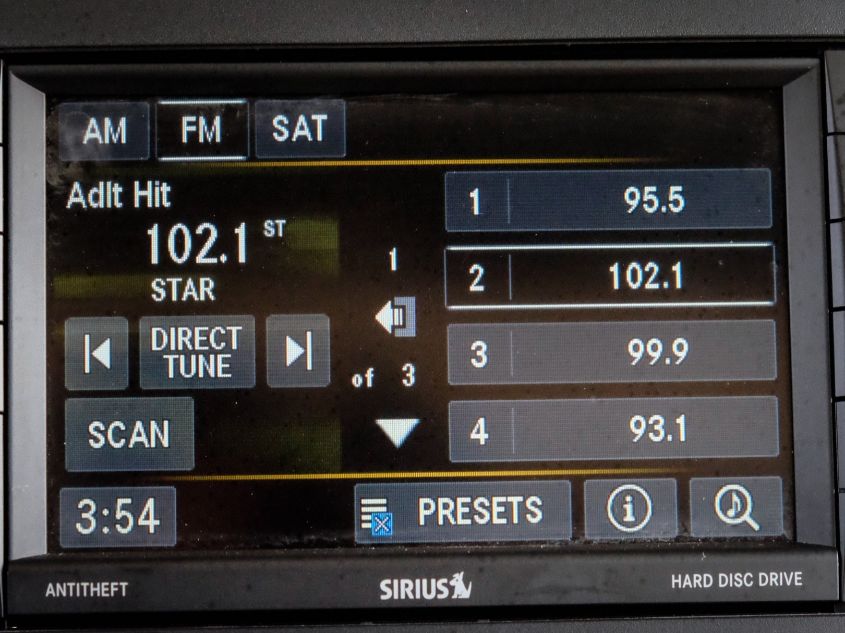 AM FM SAT
Adlt Hit
102.1 ST
STAR
DIRECT
TUNE
SCAN
1
of 3
1 95.5
2 102.1
3 99.9
4 93.1
3:54
PRESETS
i
ANTITHEFT
SIRIUS
HARD DISC DRIVE